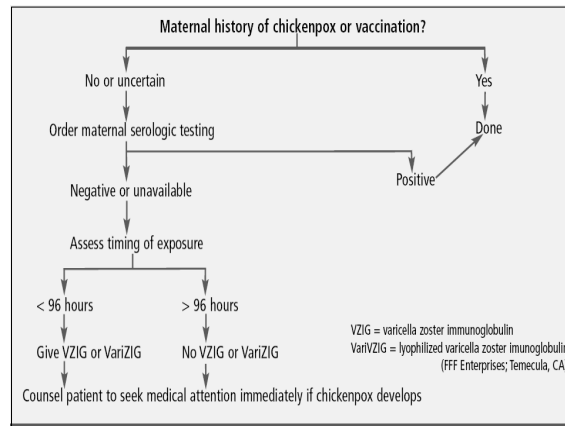 Maternal history of chickenpox or vaccination?
No or uncertain
Yes
Order maternal serologic testing
Done
Positive
Negative or unavailable
Assess timing of exposure
< 96 hours
> 96 hours
Give VZIG or VariZIG
No VZIG or VariZIG
VZIG = varicella zoster immunoglobulin
VariVZIG = lyophilized varicella zoster imunoglobulin
(FFF Enterprises; Temecula, CA
Counsel patient to seek medical attention immediately if chickenpox develops